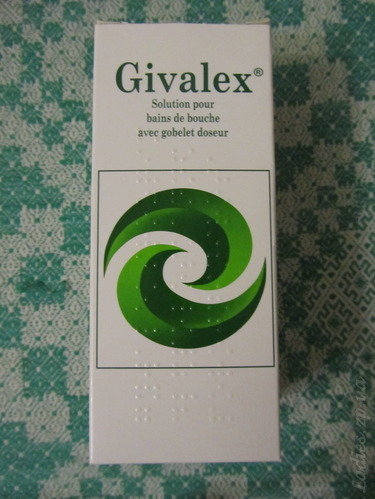 Givalex®
Solution pour
bains de bouche
avec gobelet doseur